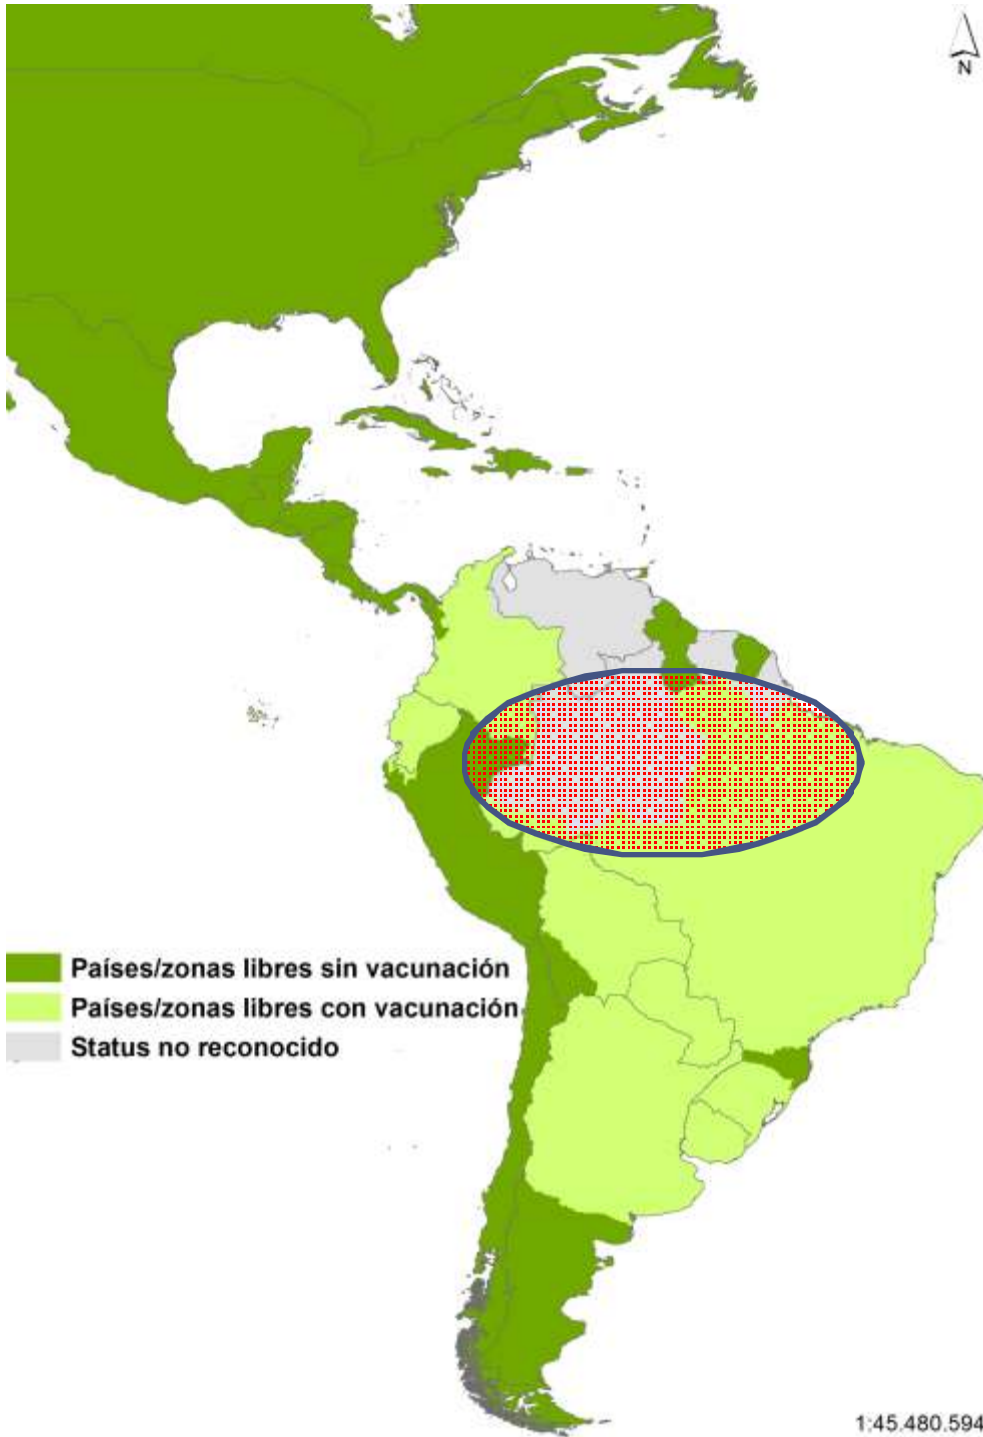 N
Países/zonas libres sin vacunación
Países/zonas libres con vacunación
Status no reconocido
1:45.480.594